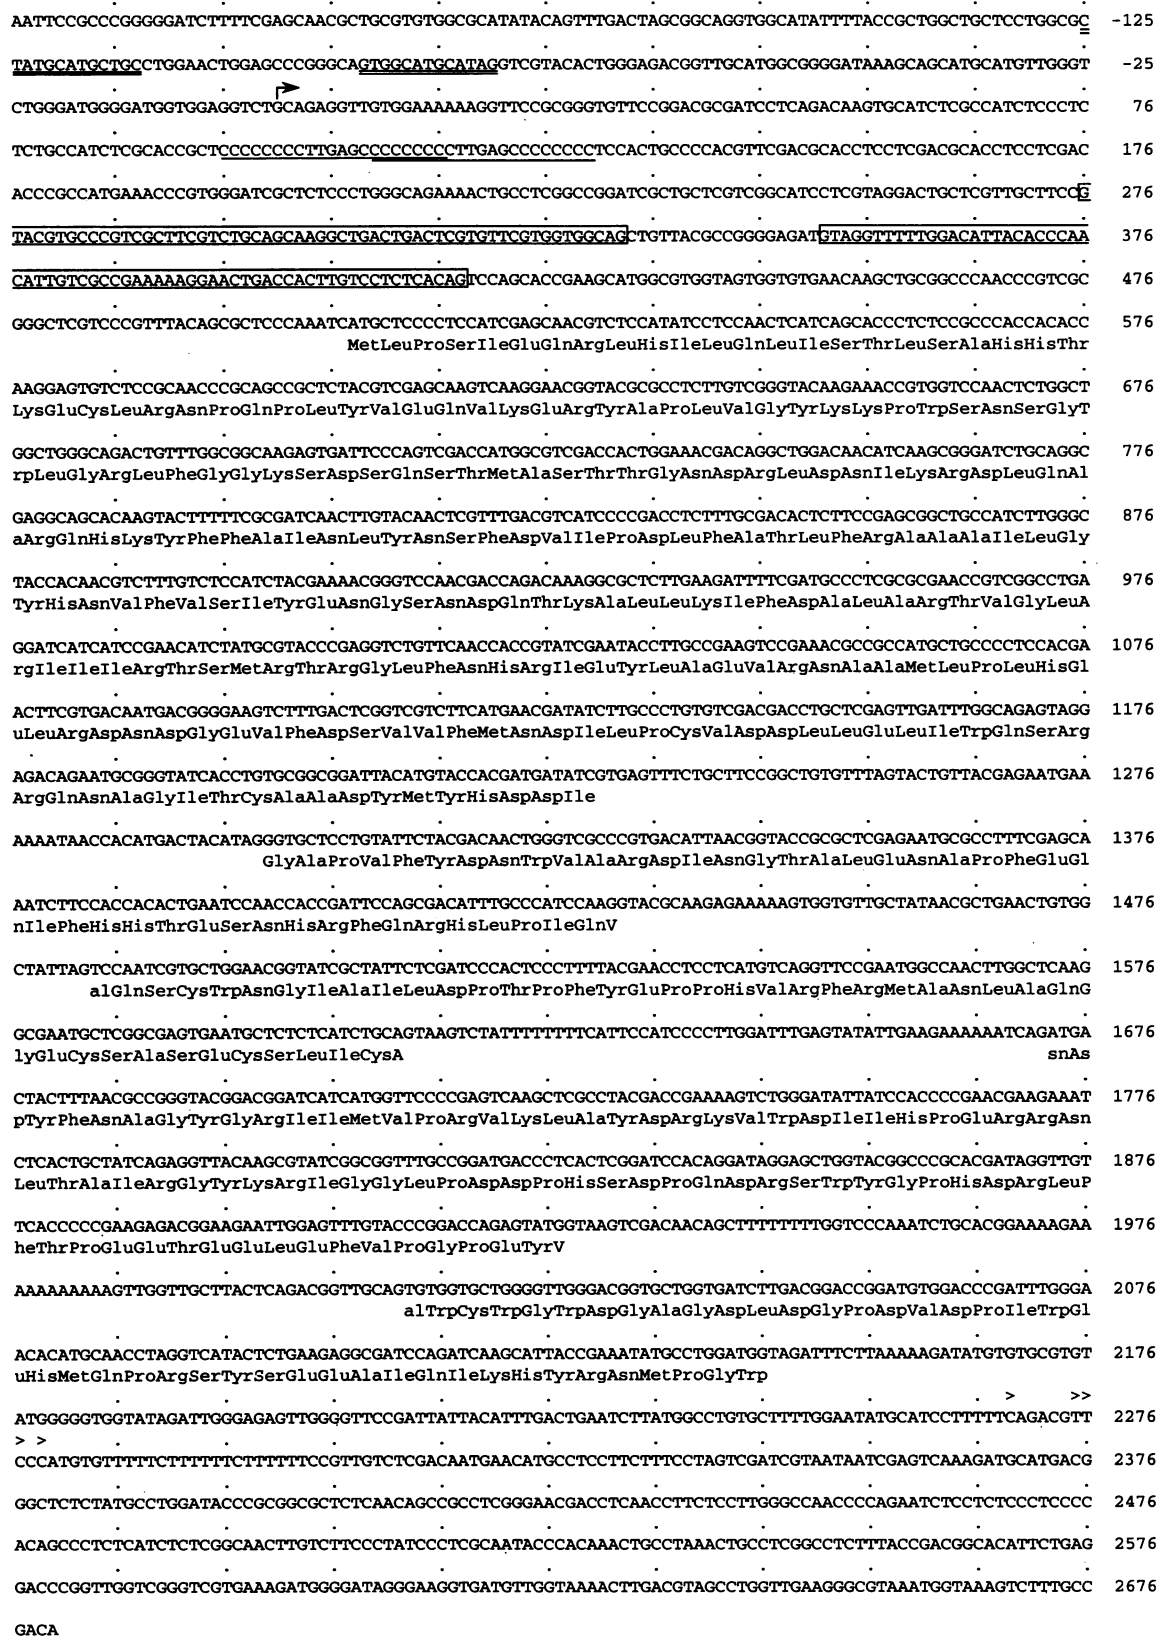 AATTCCGCCCGGGGGATCTTTTCGAGCAACGCTGCGTGTGGCGCATATACAGTTTGACTAGCGGCAGGTGGCATATTTTACCGCTGGCTGCTCCTGGCGC -125
TATGCATGCTGCCTGGAACTGGAGCCCGGGCAGTGGCATGCATAGGTCGTACACTGGGAGACGGTTGCATGGCGGGGATAAAGCAGCATGCATGTTGGGT -25
CTGGGATGGGGATGGTGGAGGTCTGCAGAGGTTGTGGAAAAAAGGTTCCGCGGGTGTTCCGGACGCGATCCTCAGACAAGTGCATCTCGCCATCTCCCTC 76
TCTGCCATCTCGCACCGCTCCCCCCCCTTGAGCCCCCCCCCTTGAGCCCCCCCCTCCACTGCCCCACGTTCGACGCACCTCCTCGACGCACCTCCTCGAC 176
ACCCGCCATGAAACCCGTGGGATCGCTCTCCCTGGGCAGAAAACTGCCTCGGCCGGATCGCTGCTCGTCGGCATCCTCGTAGGACTGCTCGTTGCTTCCG 276
TACGTGCCCGTCGCTTCGTCTGCAGCAAGGCTGACTGACTCGTGTTCGTGGTGGCAGCTGTTACGCCGGGGAGATGTAGGTTTTTGGACATTACACCCAA 376
CATTGTCGCCGAAAAAGGAACTGACCACTTGTCCTCTCACAGTCCAGCACCGAAGCATGGCGTGGTAGTGGTGTGAACAAGCTGCGGCCCAACCCGTCGC 476
GGGCTCGTCCCGTTTACAGCGCTCCCAAATCATGCTCCCCTCCATCGAGCAACGTCTCCATATCCTCCAACTCATCAGCACCCTCTCCGCCCACCACACC 576
MetLeuProSerIleGluGlnArgLeuHisIleLeuGlnLeuIleSerThrLeuSerAlaHisHisThr
AAGGAGTGTCTCCGCAACCCGCAGCCGCTCTACGTCGAGCAAGTCAAGGAACGGTACGCGCCTCTTGTCGGGTACAAGAAACCGTGGTCCAACTCTGGCT 676
LysGluCysLeuArgAsnProGlnProLeuTyrValGluGlnValLysGluArgTyrAlaProLeuValGlyTyrLysLysProTrpSerAsnSerGlyT
GGCTGGGCAGACTGTTTGGCGGCAAGAGTGATTCCCAGTCGACCATGGCGTCGACCACTGGAAACGACAGGCTGGACAACATCAAGCGGGATCTGCAGGC 776
rpLeuGlyArgLeuPheGlyGlyLysSerAspSerGlnSerThrMetAlaSerThrThrGlyAsnAspArgLeuAspAsnIleLysArgAspLeuGlnAl
GAGGCAGCACAAGTACTTTTTCGCGATCAACTTGTACAACTCGTTTGACGTCATCCCCGACCTCTTTGCGACACTCTTCCGAGCGGCTGCCATCTTGGGC 876
aArgGlnHisLysTyrPhePheAlaIleAsnLeuTyrAsnSerPheAspValIleProAspLeuPheAlaThrLeuPheArgAlaAlaAlaIleLeuGly
TACCACAACGTCTTTGTCTCCATCTACGAAAACGGGTCCAACGACCAGACAAAGGCGCTCTTGAAGATTTTCGATGCCCTCGCGCGAACCGTCGGCCTGA 976
TyrHisAsnValPheValSerIleTyrGluAsnGlySerAsnAspGlnThrLysAlaLeuLeuLysIlePheAspAlaLeuAlaArgThrValGlyLeuA
GGATCATCATCCGAACATCTATGCGTACCCGAGGTCTGTTCAACCACCGTATCGAATACCTTGCCGAAGTCCGAAACGCCGCCATGCTGCCCCTCCACGA 1076
rgIleIleIleArgThrSerMetArgThrArgGlyLeuPheAsnHisArgIleGluTyrLeuAlaGluValArgAsnAlaAlaMetLeuProLeuHisGl
ACTTCGTGACAATGACGGGGAAGTCTTTGACTCGGTCGTCTTCATGAACGATATCTTGCCCTGTGTCGACGACCTGCTCGAGTTGATTTGGCAGAGTAGG 1176
uLeuArgAspAsnAspGlyGluValPheAspSerValValPheMetAsnAspIleLeuProCysValAspAspLeuLeuGluLeuIleTrpGlnSerArg
AGACAGAATGCGGGTATCACCTGTGCGGCGGATTACATGTACCACGATGATATCGTGAGTTTCTGCTTCCGGCTGTGTTTAGTACTGTTACGAGAATGAA 1276
ArgGlnAsnAlaGlyIleThrCysAlaAlaAspTyrMetTyrHisAspAspIle
AAAATAACCACATGACTACATAGGGTGCTCCTGTATTCTACGACAACTGGGTCGCCCGTGACATTAACGGTACCGCGCTCGAGAATGCGCCTTTCGAGCA 1376
GlyAlaProValPheTyrAspAsnTrpValAlaArgAspIleAsnGlyThrAlaLeuGluAsnAlaProPheGluGl
AATCTTCCACCACACTGAATCCAACCACCGATTCCAGCGACATTTGCCCATCCAAGGTACGCAAGAGAAAAAGTGGTGTTGCTATAACGCTGAACTGTGG 1476
nIlePheHisHisThrGluSerAsnHisArgPheGlnArgHisLeuProIleGlnV
CTATTAGTCCAATCGTGCTGGAACGGTATCGCTATTCTCGATCCCACTCCCTTTTACGAACCTCCTCATGTCAGGTTCCGAATGGCCAACTTGGCTCAAG 1576
alGlnSerCysTrpAsnGlyIleAlaIleLeuAspProThrProPheTyrGluProProHisValArgPheArgMetAlaAsnLeuAlaGlnG
GCGAATGCTCGGCGAGTGAATGCTCTCTCATCTGCAGTAAGTCTATTTTTTTTCATTCCATCCCCTTGGATTTGAGTATATTGAAGAAAAAATCAGATGA 1676
lyGluCysSerAlaSerGluCysSerLeuIleCysA snAs
CTACTTTAACGCCGGGTACGGACGGATCATCATGGTTCCCCGAGTCAAGCTCGCCTACGACCGAAAAGTCTGGGATATTATCCACCCCGAACGAAGAAAT 1776
pTyrPheAsnAlaGlyTyrGlyArgIleIleMetValProArgValLysLeuAlaTyrAspArgLysValTrpAspIleIleHisProGluArgArgAsn
CTCACTGCTATCAGAGGTTACAAGCGTATCGGCGGTTTGCCGGATGACCCTCACTCGGATCCACAGGATAGGAGCTGGTACGGCCCGCACGATAGGTTGT 1876
LeuThrAlaIleArgGlyTyrLysArgIleGlyGlyLeuProAspAspProHisSerAspProGlnAspArgSerTrpTyrGlyProHisAspArgLeuP
TCACCCCCGAAGAGACGGAAGAATTGGAGTTTGTACCCGGACCAGAGTATGGTAAGTCGACAACAGCTTTTTTTTGGTCCCAAATCTGCACGGAAAAGAA 1976
heThrProGluGluThrGluGluLeuGluPheValProGlyProGluTyrV
AAAAAAAAAGTTGGTTGCTTACTCAGACGGTTGCAGTGTGGTGCTGGGGTTGGGACGGTGCTGGTGATCTTGACGGACCGGATGTGGACCCGATTTGGGA 2076
alTrpCysTrpGlyTrpAspGlyAlaGlyAspLeuAspGlyProAspValAspProIleTrpGl
ACACATGCAACCTAGGTCATACTCTGAAGAGGCGATCCAGATCAAGCATTACCGAAATATGCCTGGATGGTAGATTTCTTAAAAAGATATGTGTGCGTGT 2176
uHisMetGlnProArgSerTyrSerGluGluAlaIleGlnIleLysHisTyrArgAsnMetProGlyTrp
> >>
ATGGGGGTGGTATAGATTGGGAGAGTTGGGGTTCCGATTATTACATTTGACTGAATCTTATGGCCTGTGCTTTTGGAATATGCATCCTTTTTCAGACGTT 2276
> >
CCCATGTGTTTTTCTTTTTTTCTTTTTTTCCGTTGTCTCGACAATGAACATGCCTCCTTCTTTCCTAGTCGATCGTAATAATCGAGTCAAAGATGCATGACG 2376
GGCTCTCTATGCCTGGATACCCGCGGCGCTCTCAACAGCCGCCTCGGGAACGACCTCAACCTTCTCCTTGGGCCAACCCCAGAATCTCCTCTCCCTCCCC 2476
ACAGCCCTCTCATCTCTCGGCAACTTGTCTTCCCTATCCCTCGCAATACCCACAAACTGCCTAAACTGCCTCGGCCTCTTTACCGACGGCACATTCTGAG 2576
GACCCGGTTGGTCGGGTCGTGAAAGATGGGGATAGGGAAGGTGATGTTGGTAAAACTTGACGTAGCCTGGTTGAAGGGCGTAAATGGTAAAGTCTTTGCC 2676
GACA